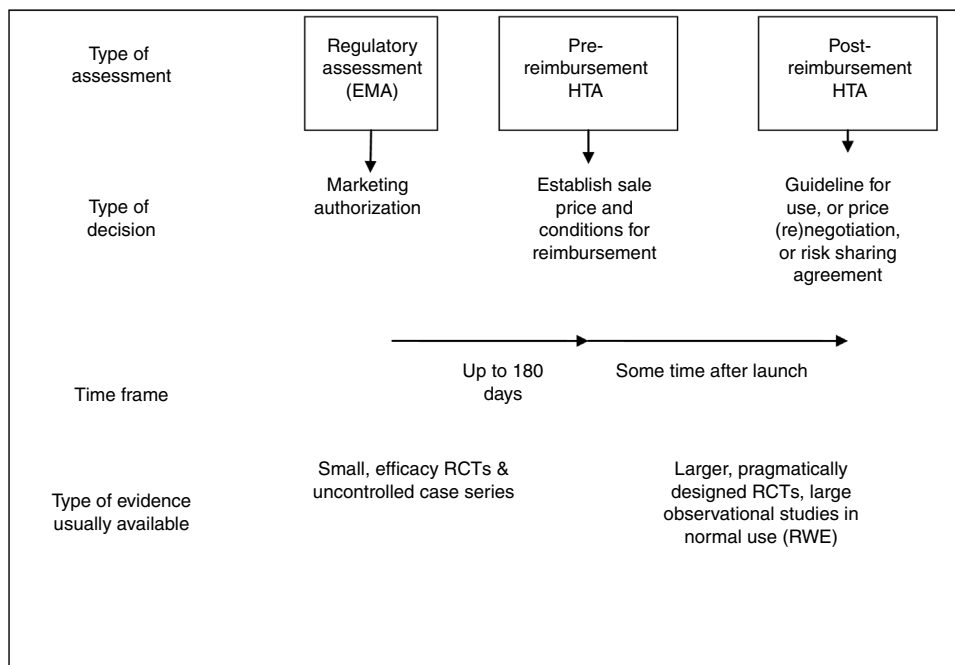 Type of
assessment
Regulatory
assessment
(EMA)
Pre-
reimbursement
HTA
Post-
reimbursement
HTA
Type of
decision
Marketing
authorization
Establish sale
price and
conditions for
reimbursement
Guideline for
use, or price
(re)negotiation,
or risk sharing
agreement
Time frame
Up to 180
days
Some time after launch
Type of evidence
usually available
Small, efficacy RCTs &
uncontrolled case series
Larger, pragmatically
designed RCTs, large
observational studies in
normal use (RWE)